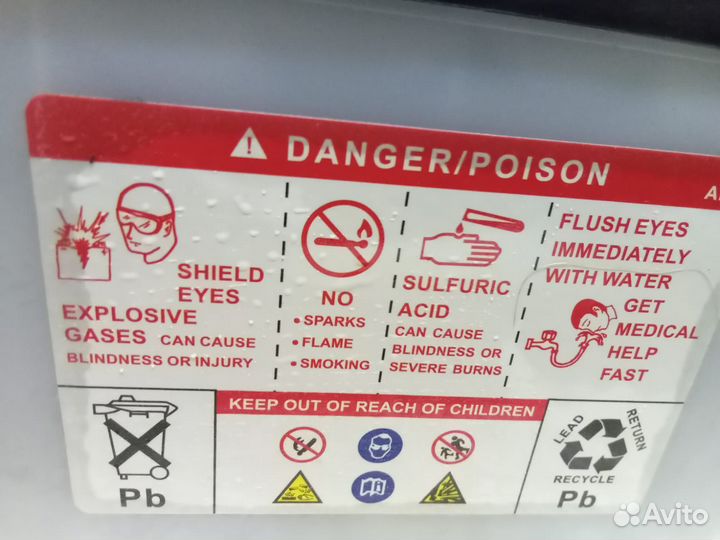 DANGER/POISON
SHIELD
EYES
EXPLOSIVE
GASES CAN CAUSE
BLINDNESS OR INJURY
NO
• SPARKS
• FLAME
• SMOKING
SULFURIC
ACID
CAN CAUSE
BLINDNESS OR
SEVERE BURNS
FLUSH EYES
IMMEDIATELY
WITH WATER
GET
MEDICAL
HELP
FAST
KEEP OUT OF REACH OF CHILDREN
Pb
LEAD
RETURN
RECYCLE
Pb
Avito